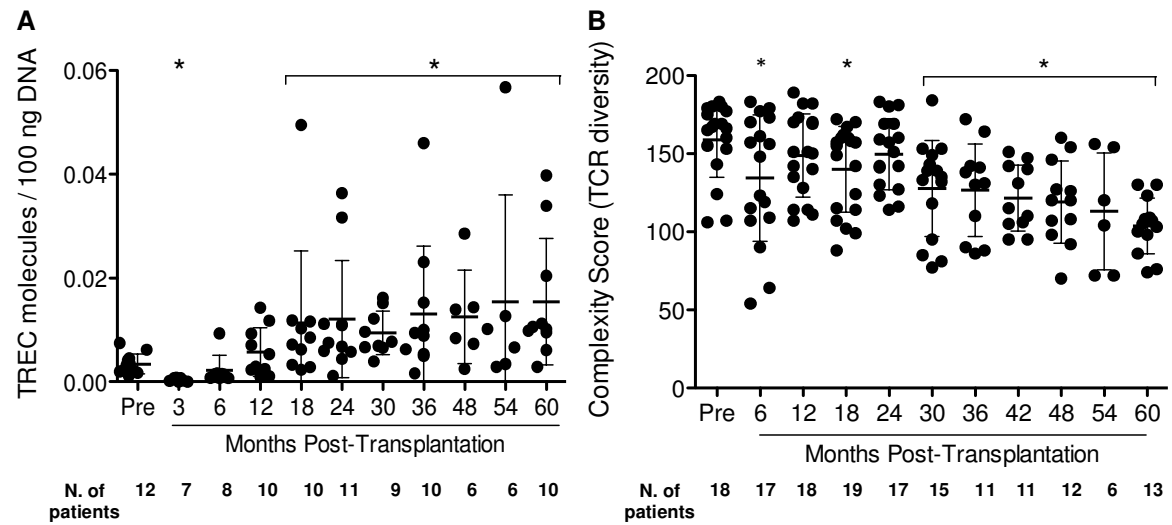 A
TREC molecules / 100 ng DNA
0.06
0.04
0.02
0.00
*
*
Pre 3 6 12 18 24 30 36 48 54 60
Months Post-Transplantation
N. of patients 12 7 8 10 10 11 9 10 6 6 10
B
Complexity Score (TCR diversity)
200
150
100
50
0
*
*
*
Pre 6 12 18 24 30 36 42 48 54 60
Months Post-Transplantation
N. of patients 18 17 18 19 17 15 11 11 12 6 13